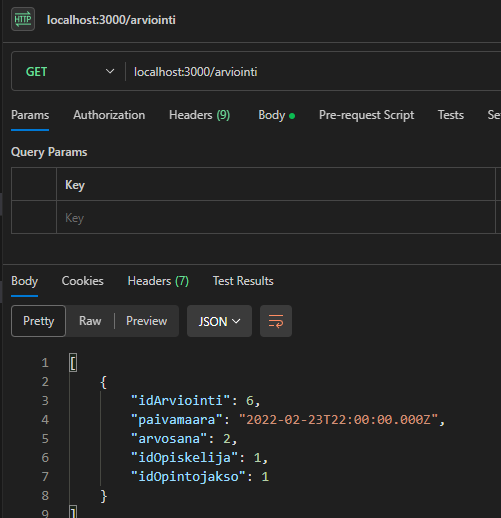 HTTP localhost:3000/arviointi
GET localhost:3000/arviointi
Params Authorization Headers (9) Body Pre-request Script Tests Se
Query Params
Key
Key
Body Cookies Headers (7) Test Results
Pretty Raw Preview JSON
1 [
2 {
3 "idArviointi": 6,
4 "paivamaara": "2022-02-23T22:00:00.000Z",
5 "arvosana": 2,
6 "idOpiskelija": 1,
7 "idOpintojakso": 1
8 }
9 ]